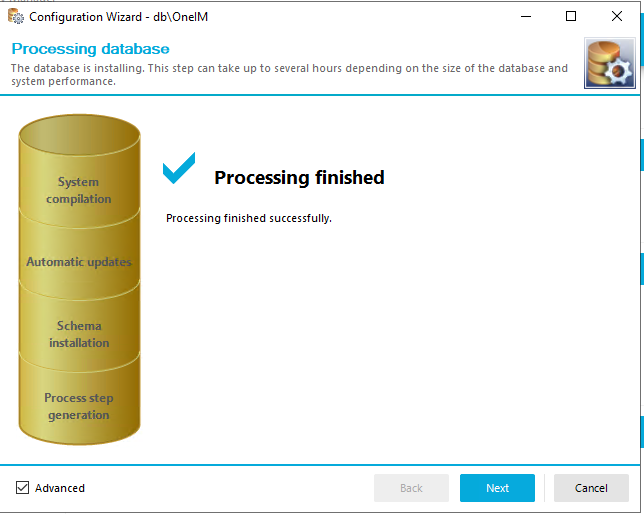 Configuration Wizard - db\OneIM
Processing database
The database is installing. This step can take up to several hours depending on the size of the database and
system performance.
System
compilation
Automatic updates
Schema
installation
Process step
generation
Processing finished
Processing finished successfully.
Advanced
Back
Next
Cancel